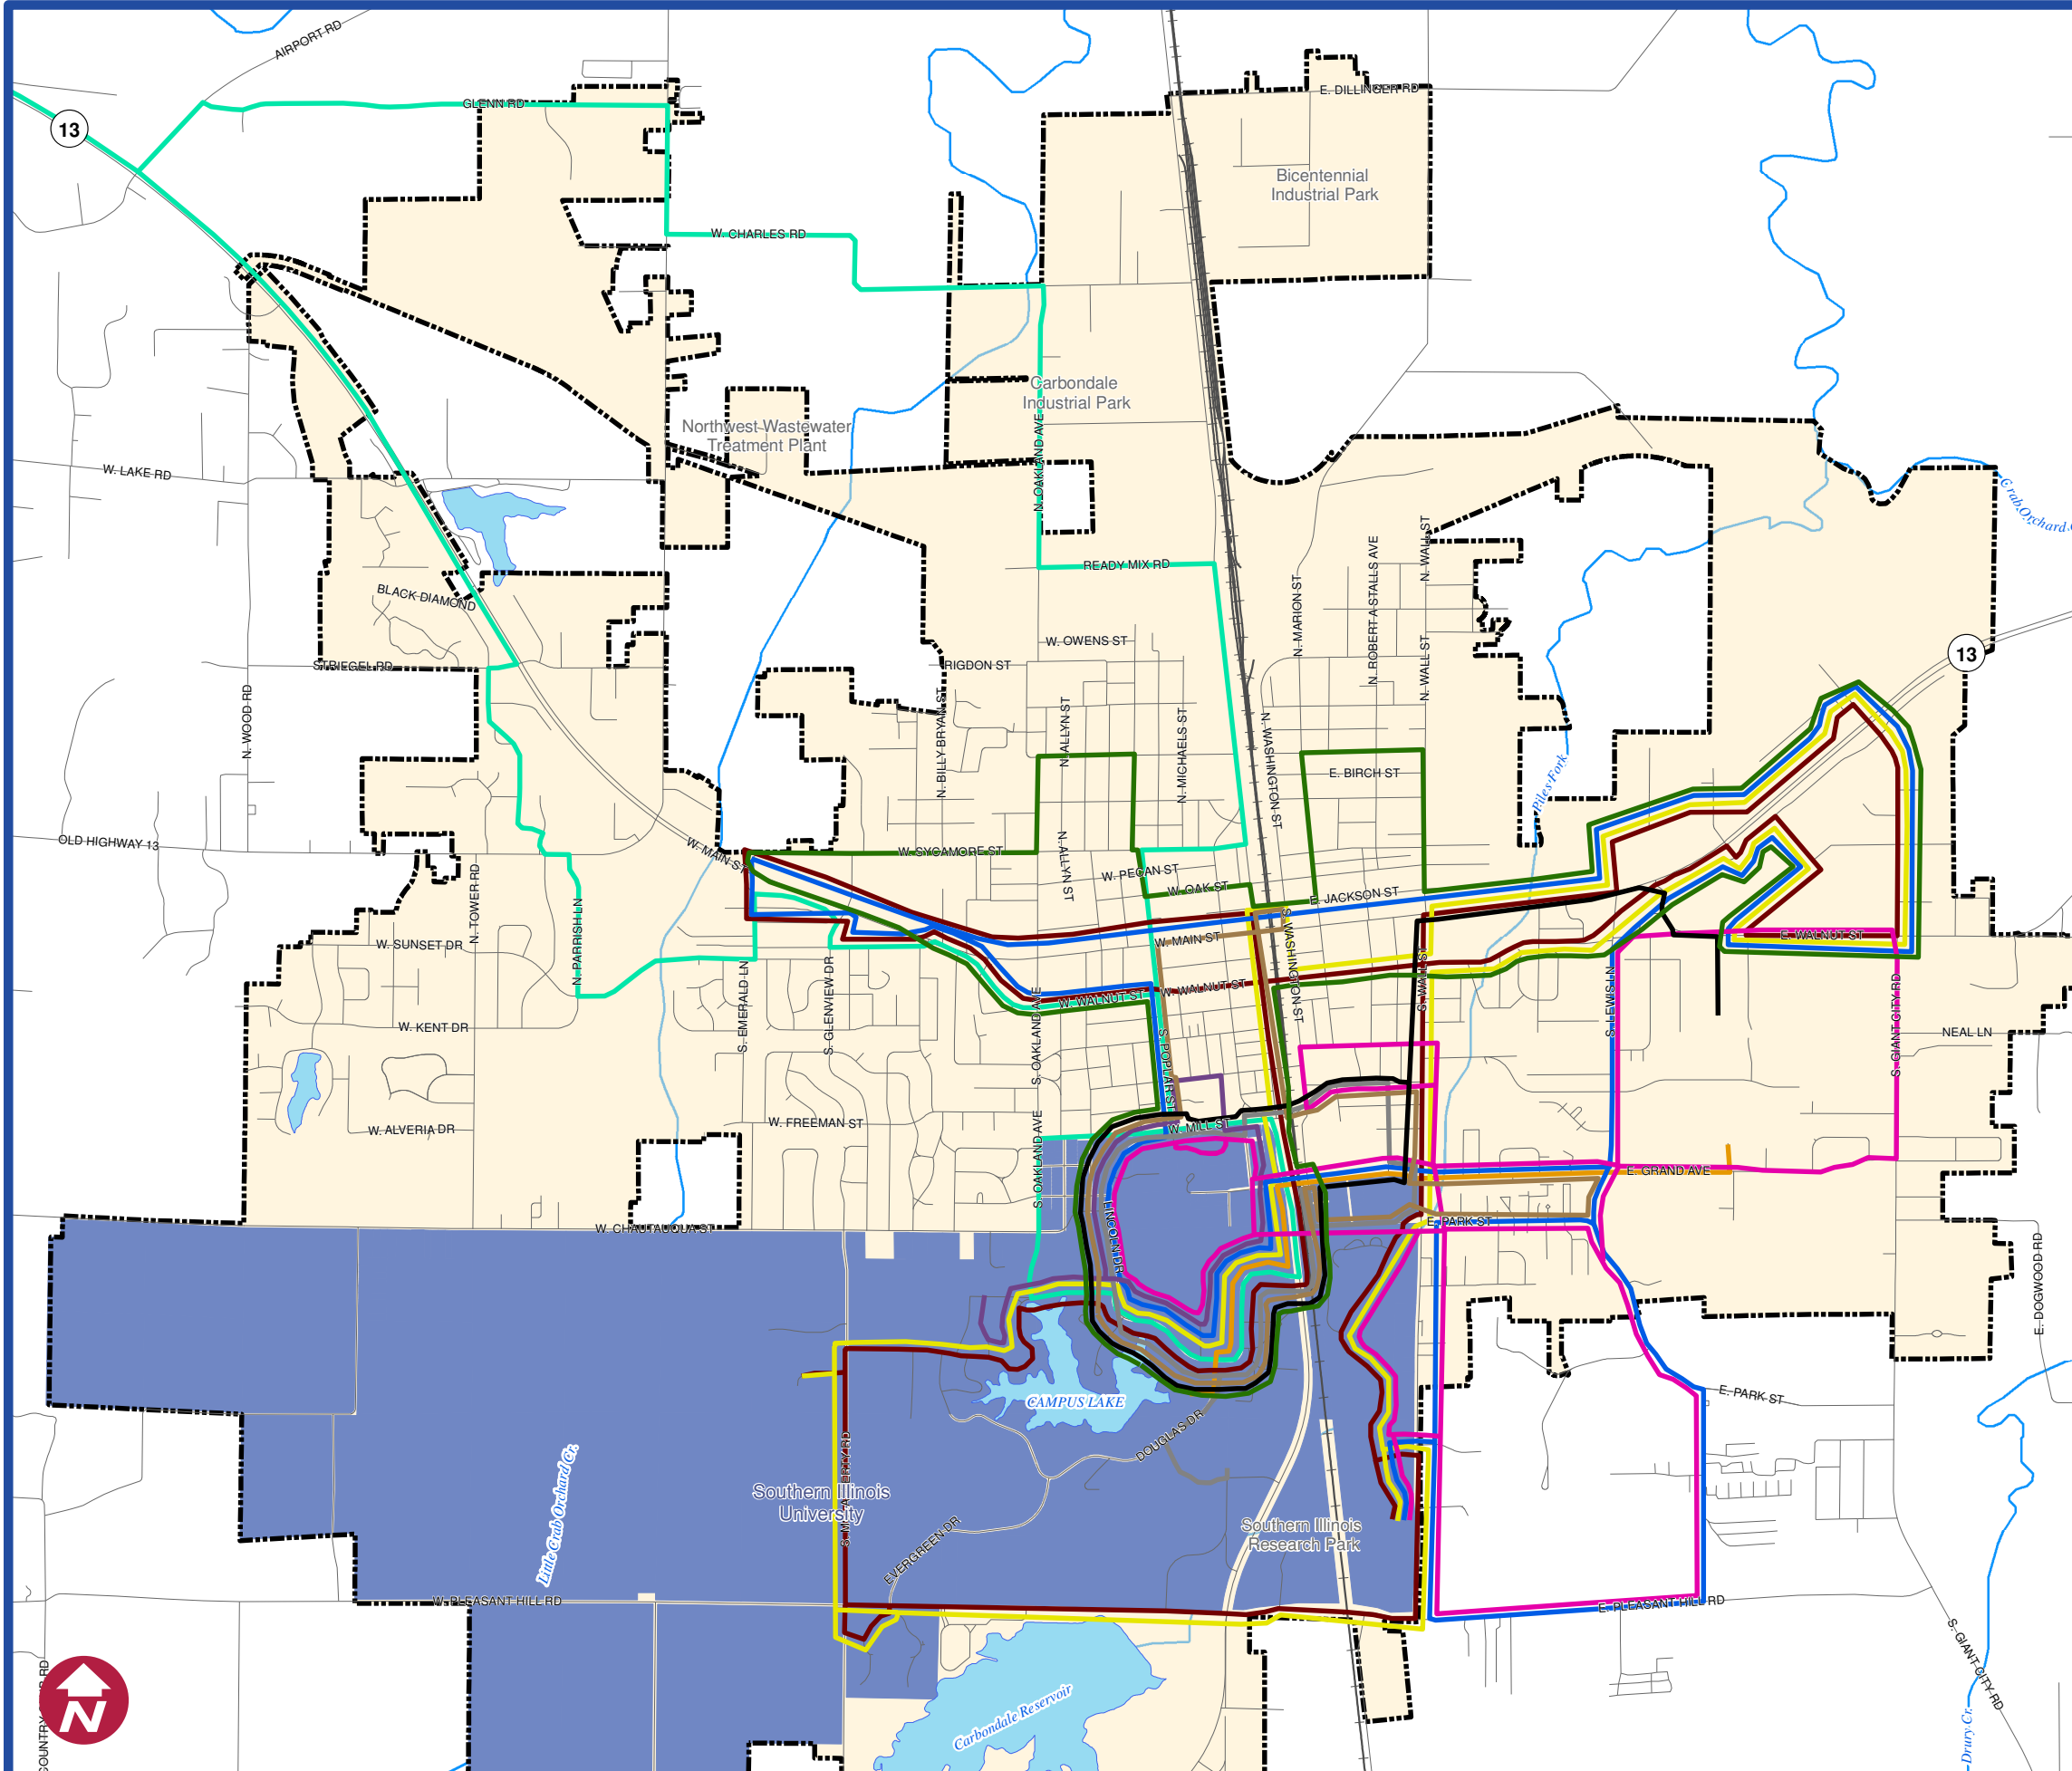 AIRPORT RD
GLENN RD
13
E. DILLINGER RD
Bicentennial
Industrial Park
W. CHARLES RD
Carbondale
Industrial Park
N. OAKLAND AVE
Northwest Wastewater
Treatment Plant
W. LAKE RD
Crab Orchard
READY MIX RD
BLACK DIAMOND
N. MARION ST
N. ROBERT A STALLS AVE
N. WALL ST
N. WALL ST
W. OWENS ST
RIGDON ST
STRIEGEL RD
13
N. WOOD RD
N. BILLY BRYAN ST
N. ALLYN ST
N. MICHAELS ST
N. WASHINGTON ST
E. BIRCH ST
Piles Fork
OLD HIGHWAY 13
W. MAIN ST
W. SYCAMORE ST
N. ALLYN ST
W. PECAN ST
W. OAK ST
E. JACKSON ST
N. TOWER RD
N. PARRISH LN
W. SUNSET DR
W. MAIN ST
S. WASHINGTON ST
E. WALNUT ST
S. EMERALD LN
S. GLENVIEW DR
S. OAKLAND AVE
W. WALNUT ST
W. WALNUT ST
S. WALL ST
S. LEWIS LN
S. GIANT CITY RD
W. KENT DR
NEAL LN
S. POPLAR ST
W. ALVERIA DR
W. FREEMAN ST
S. OAKLAND AVE
W. MILL ST
E. GRAND AVE
W. CHAUTAUQUA ST
LINCOLN DR
E. PARK ST
E. DOGWOOD RD
CAMPUS LAKE
E. PARK ST
DOUGLAS DR
Little Crab Orchard Cr.
Southern Illinois
University
EVERGREEN DR
Southern Illinois
Research Park
W. PLEASANT HILL RD
E. PLEASANT HILL RD
S. GIANT CITY RD
N
Carbondale Reservoir
Drury Cr.